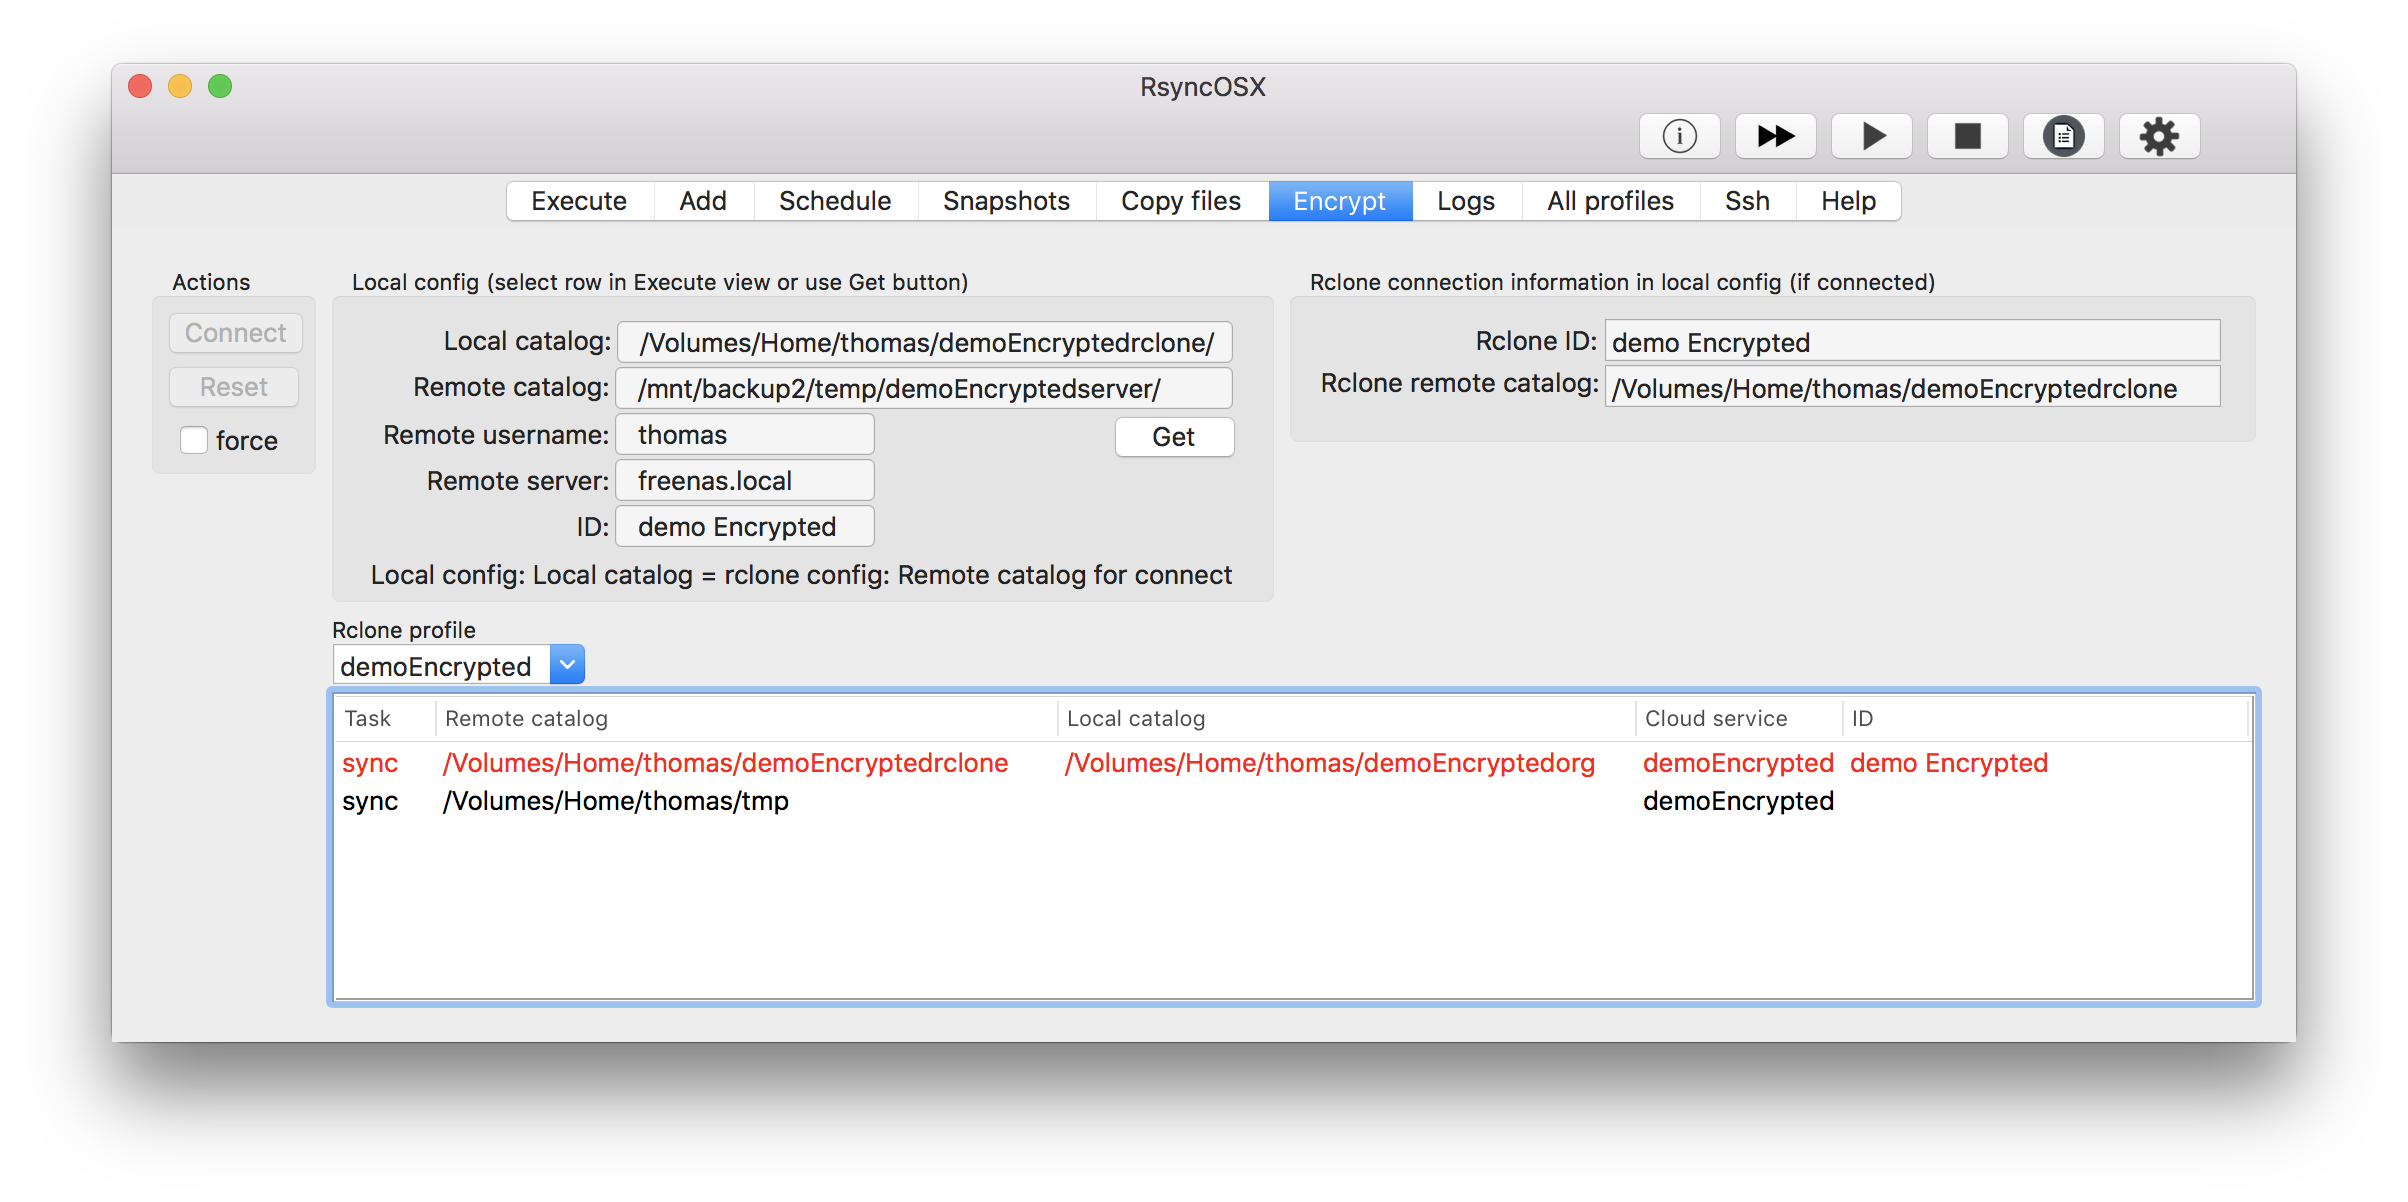 RsyncOSX
Execute Add Schedule Snapshots Copy files Encrypt Logs All profiles Ssh Help
Actions
Connect
Reset
force
Local config (select row in Execute view or use Get button)
Local catalog: /Volumes/Home/thomas/demoEncryptedrclone/
Remote catalog: /mnt/backup2/temp/demoEncryptedserver/
Remote username: thomas
Get
Remote server: freenas.local
ID: demo Encrypted
Local config: Local catalog = rclone config: Remote catalog for connect
Rclone connection information in local config (if connected)
Rclone ID: demo Encrypted
Rclone remote catalog: /Volumes/Home/thomas/demoEncryptedrclone
Rclone profile
demoEncrypted
Task Remote catalog Local catalog Cloud service ID
sync /Volumes/Home/thomas/demoEncryptedrclone /Volumes/Home/thomas/demoEncryptedorg demoEncrypted demo Encrypted
sync /Volumes/Home/thomas/tmp demoEncrypted